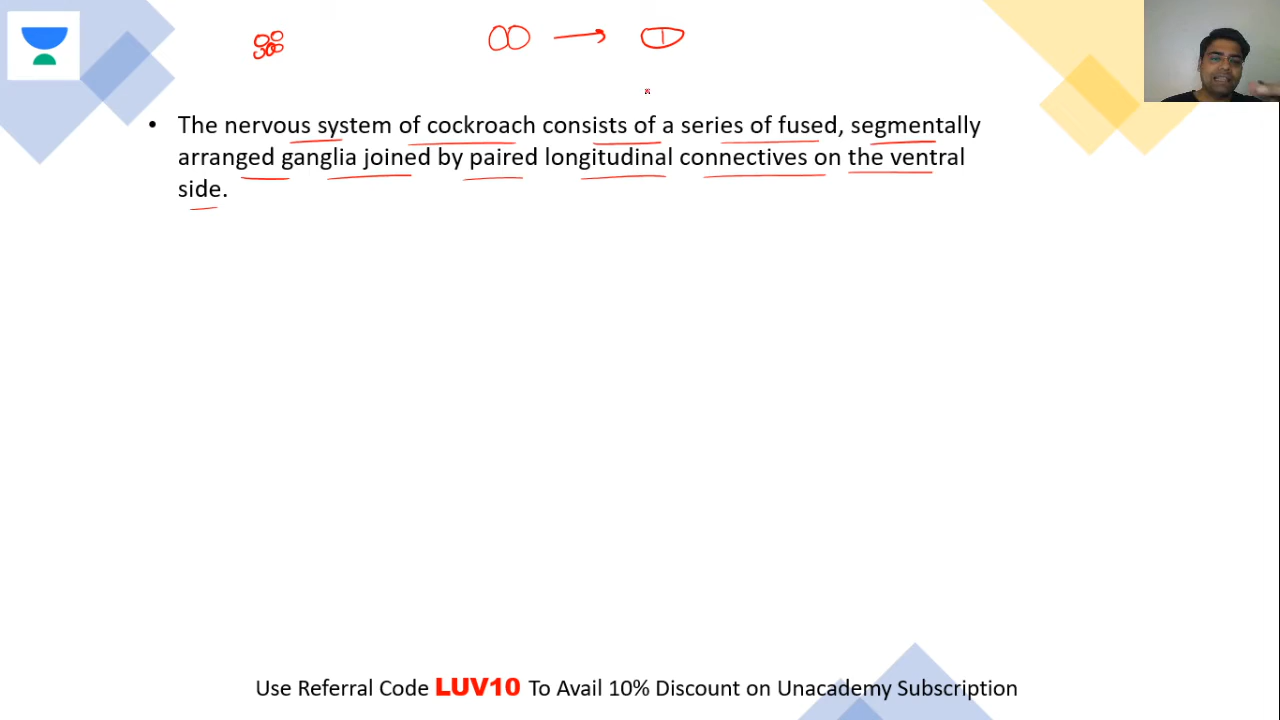 • The nervous system of cockroach consists of a series of fused, segmentally
arranged ganglia joined by paired longitudinal connectives on the ventral
side.
Use Referral Code LUV10 To Avail 10% Discount on Unacademy Subscription